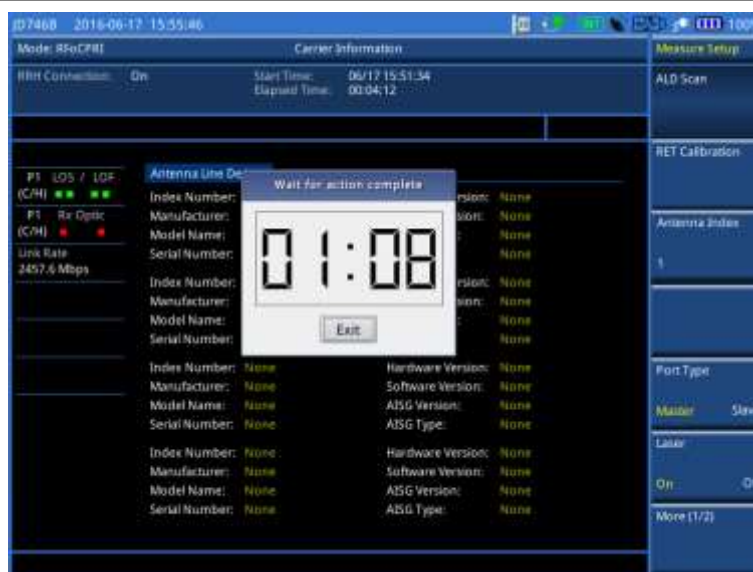 JD746B 2016-06-17 15:55:46
100%
Mode: RFoCPRI
Carrier Information
Measure Setup
RRH Connection: On
Start Time: 06/17 15:51:34
Elapsed Time: 00:04:12
ALD Scan
RET Calibration
P1 LOS / LOF
(C/H)
P1 Rx Optic
(C/H)
Link Rate
2457.6 Mbps
Antenna Line De
Wait for action complete
01:08
Exit
Index Number:
Manufacturer:
Model Name:
Serial Number:
None
None
None
None
Index Number:
Manufacturer:
Model Name:
Serial Number:
None
None
None
None
Index Number: None Hardware Version: None
Manufacturer: None Software Version: None
Model Name: None AISG Version: None
Serial Number: None AISG Type: None
Index Number: None Hardware Version: None
Manufacturer: None Software Version: None
Model Name: None AISG Version: None
Serial Number: None AISG Type: None
Antenna Index
1
Port Type
Master Slav
Laser
On O
More (1/2)